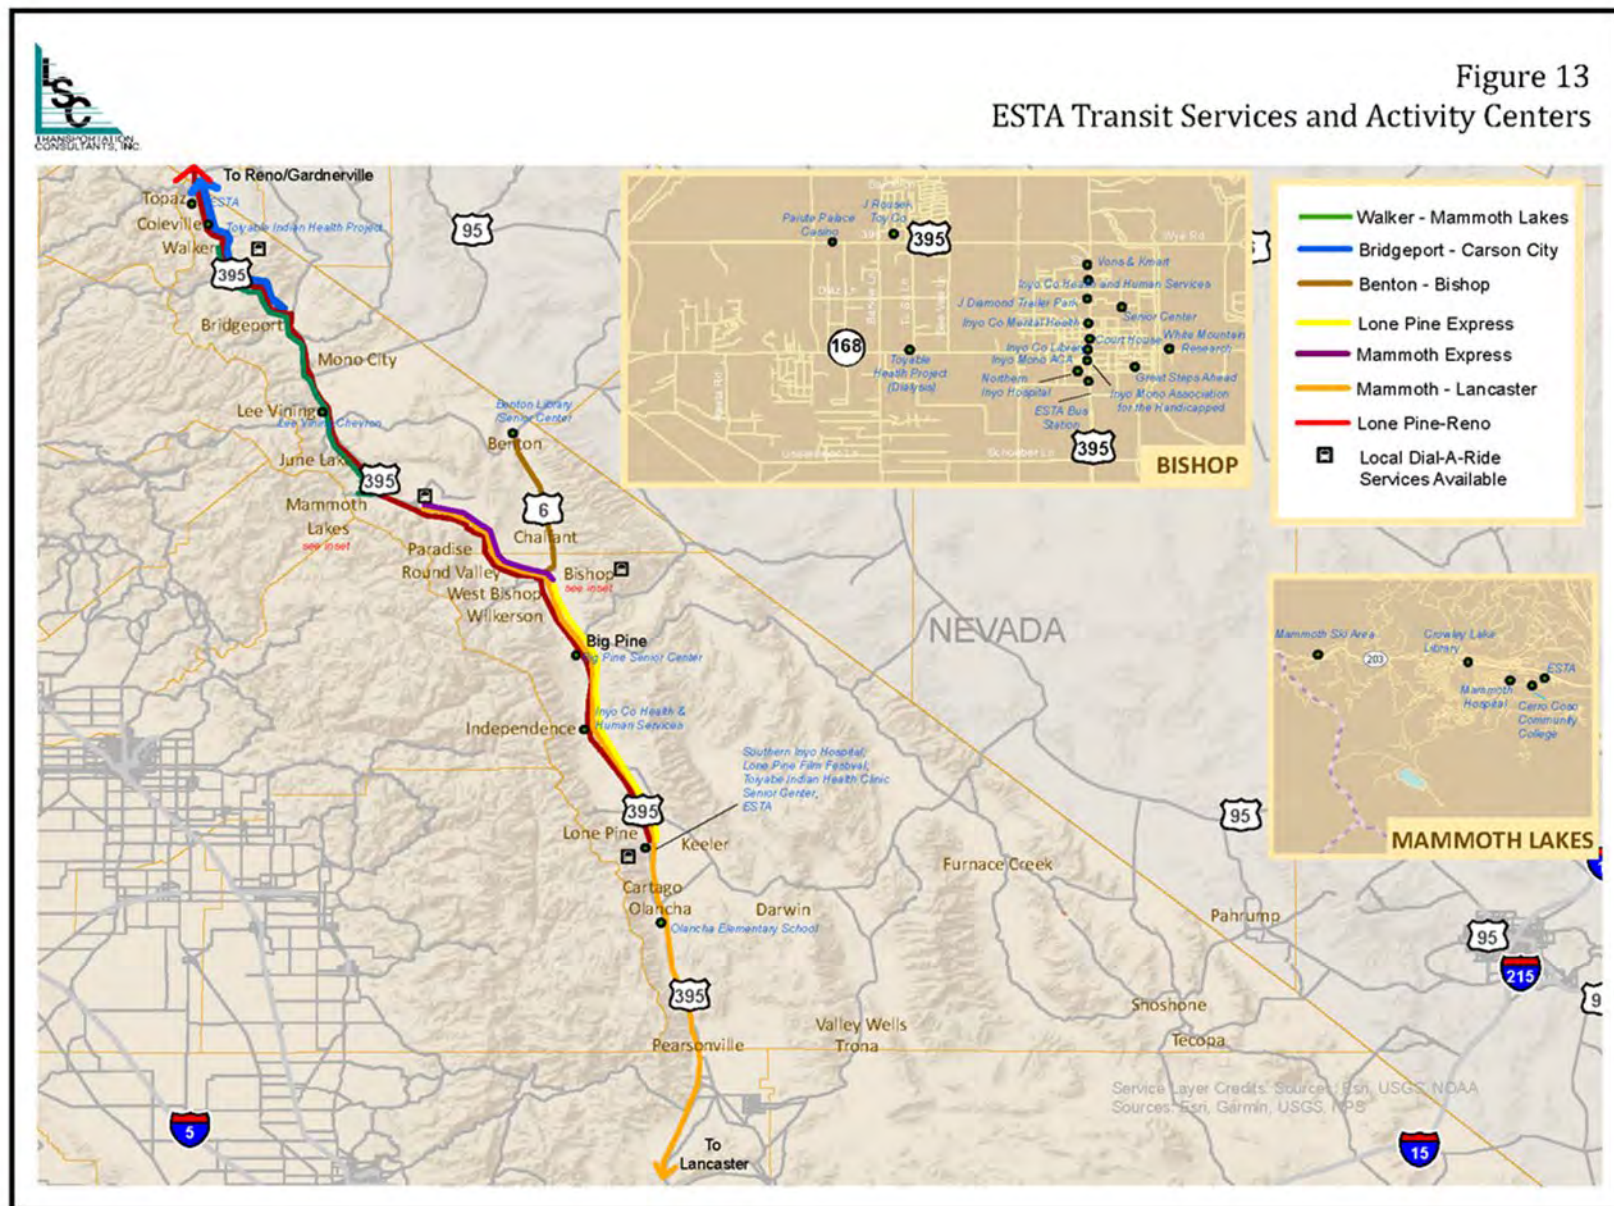 LSC
TRANSPORTATION
CONSULTANTS, INC.
Figure 13
ESTA Transit Services and Activity Centers
To Reno/Gardnerville
Topaz
ESTA
Coleville
Toiyable Indian Health Project
Walker
395
Bridgeport
Mono City
Lee Vining
Lee Vining Chevron
June Lake
395
Mammoth
Lakes
see inset
Benton Library
/Senior Center
Benton
6
Chalfant
Paradise
Round Valley
West Bishop
Wilkerson
Bishop
see inset
Big Pine
Big Pine Senior Center
Independence
Inyo Co Health &
Human Services
Southern Inyo Hospital,
Lone Pine Film Festival,
Toiyabe Indian Health Clinic
Senior Center,
ESTA
395
Lone Pine
Keeler
Cartago
Olancha
Darwin
Olancha Elementary School
395
Pearsonville
Valley Wells
Trona
To
Lancaster
5
95
NEVADA
Furnace Creek
95
Pahrump
95
215
Shoshone
Tecopa
15
Service Layer Credits: Sources: Esri, USGS, NOAA
Sources: Esri, Garmin, USGS, NPS
Paiute Palace
Casino
J Rousek
Toy Co
395
Wye Rd
Vons & Kmart
Inyo Co Health and Human Services
J Diamond Trailer Park
Senior Center
Inyo Co Mental Health
Court House
White Mountain
Research
Inyo Co Library
Inyo Mono ACA
168
Toiyable
Health Project
(Dialysis)
Northern
Inyo Hospital
Great Steps Ahead
Inyo Mono Association
for the Handicapped
ESTA Bus
Station
395
Schober Ln
BISHOP
Walker - Mammoth Lakes
Bridgeport - Carson City
Benton - Bishop
Lone Pine Express
Mammoth Express
Mammoth - Lancaster
Lone Pine-Reno
Local Dial-A-Ride
Services Available
Mammoth Ski Area
203
Crowley Lake
Library
ESTA
Mammoth
Hospital
Cerro Coso
Community
College
MAMMOTH LAKES